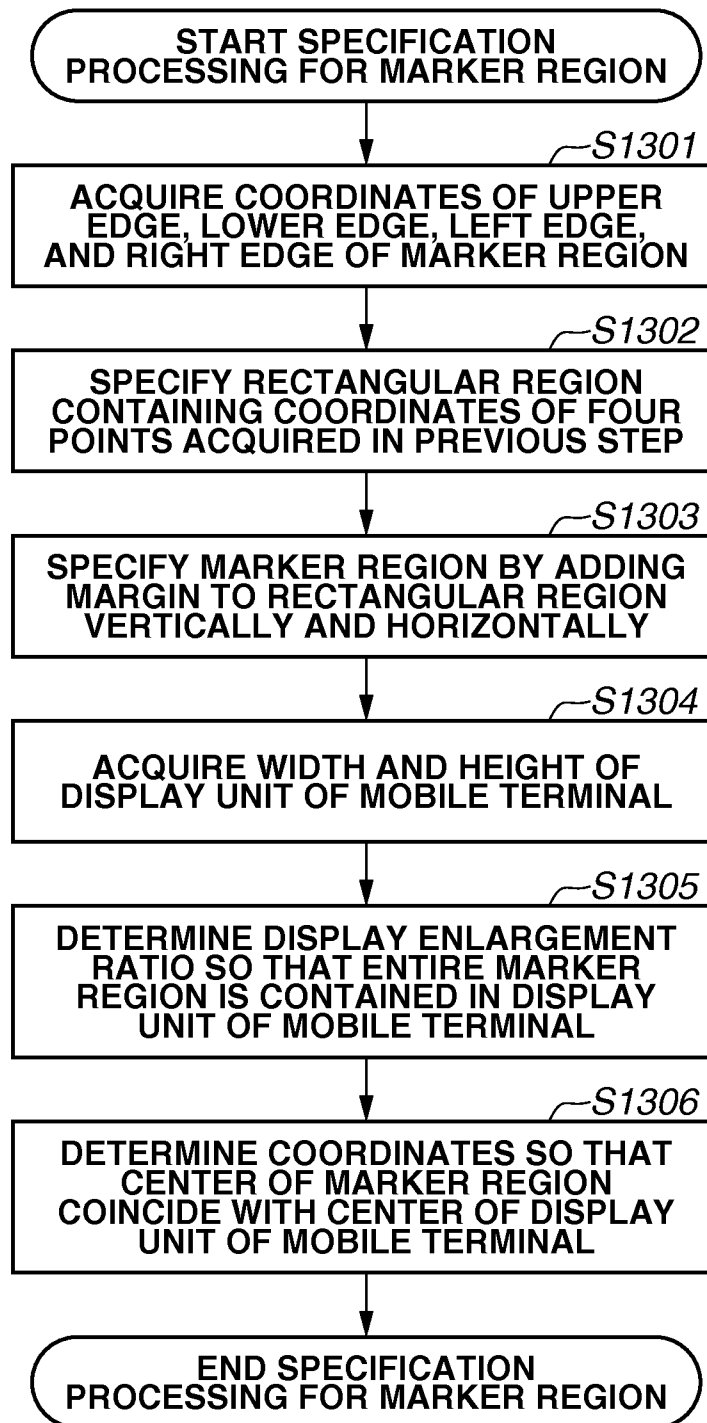 START SPECIFICATION
PROCESSING FOR MARKER REGION
S1301
ACQUIRE COORDINATES OF UPPER
EDGE, LOWER EDGE, LEFT EDGE,
AND RIGHT EDGE OF MARKER REGION
S1302
SPECIFY RECTANGULAR REGION
CONTAINING COORDINATES OF FOUR
POINTS ACQUIRED IN PREVIOUS STEP
S1303
SPECIFY MARKER REGION BY ADDING
MARGIN TO RECTANGULAR REGION
VERTICALLY AND HORIZONTALLY
S1304
ACQUIRE WIDTH AND HEIGHT OF
DISPLAY UNIT OF MOBILE TERMINAL
S1305
DETERMINE DISPLAY ENLARGEMENT
RATIO SO THAT ENTIRE MARKER
REGION IS CONTAINED IN DISPLAY
UNIT OF MOBILE TERMINAL
S1306
DETERMINE COORDINATES SO THAT
CENTER OF MARKER REGION
COINCIDE WITH CENTER OF DISPLAY
UNIT OF MOBILE TERMINAL
END SPECIFICATION
PROCESSING FOR MARKER REGION